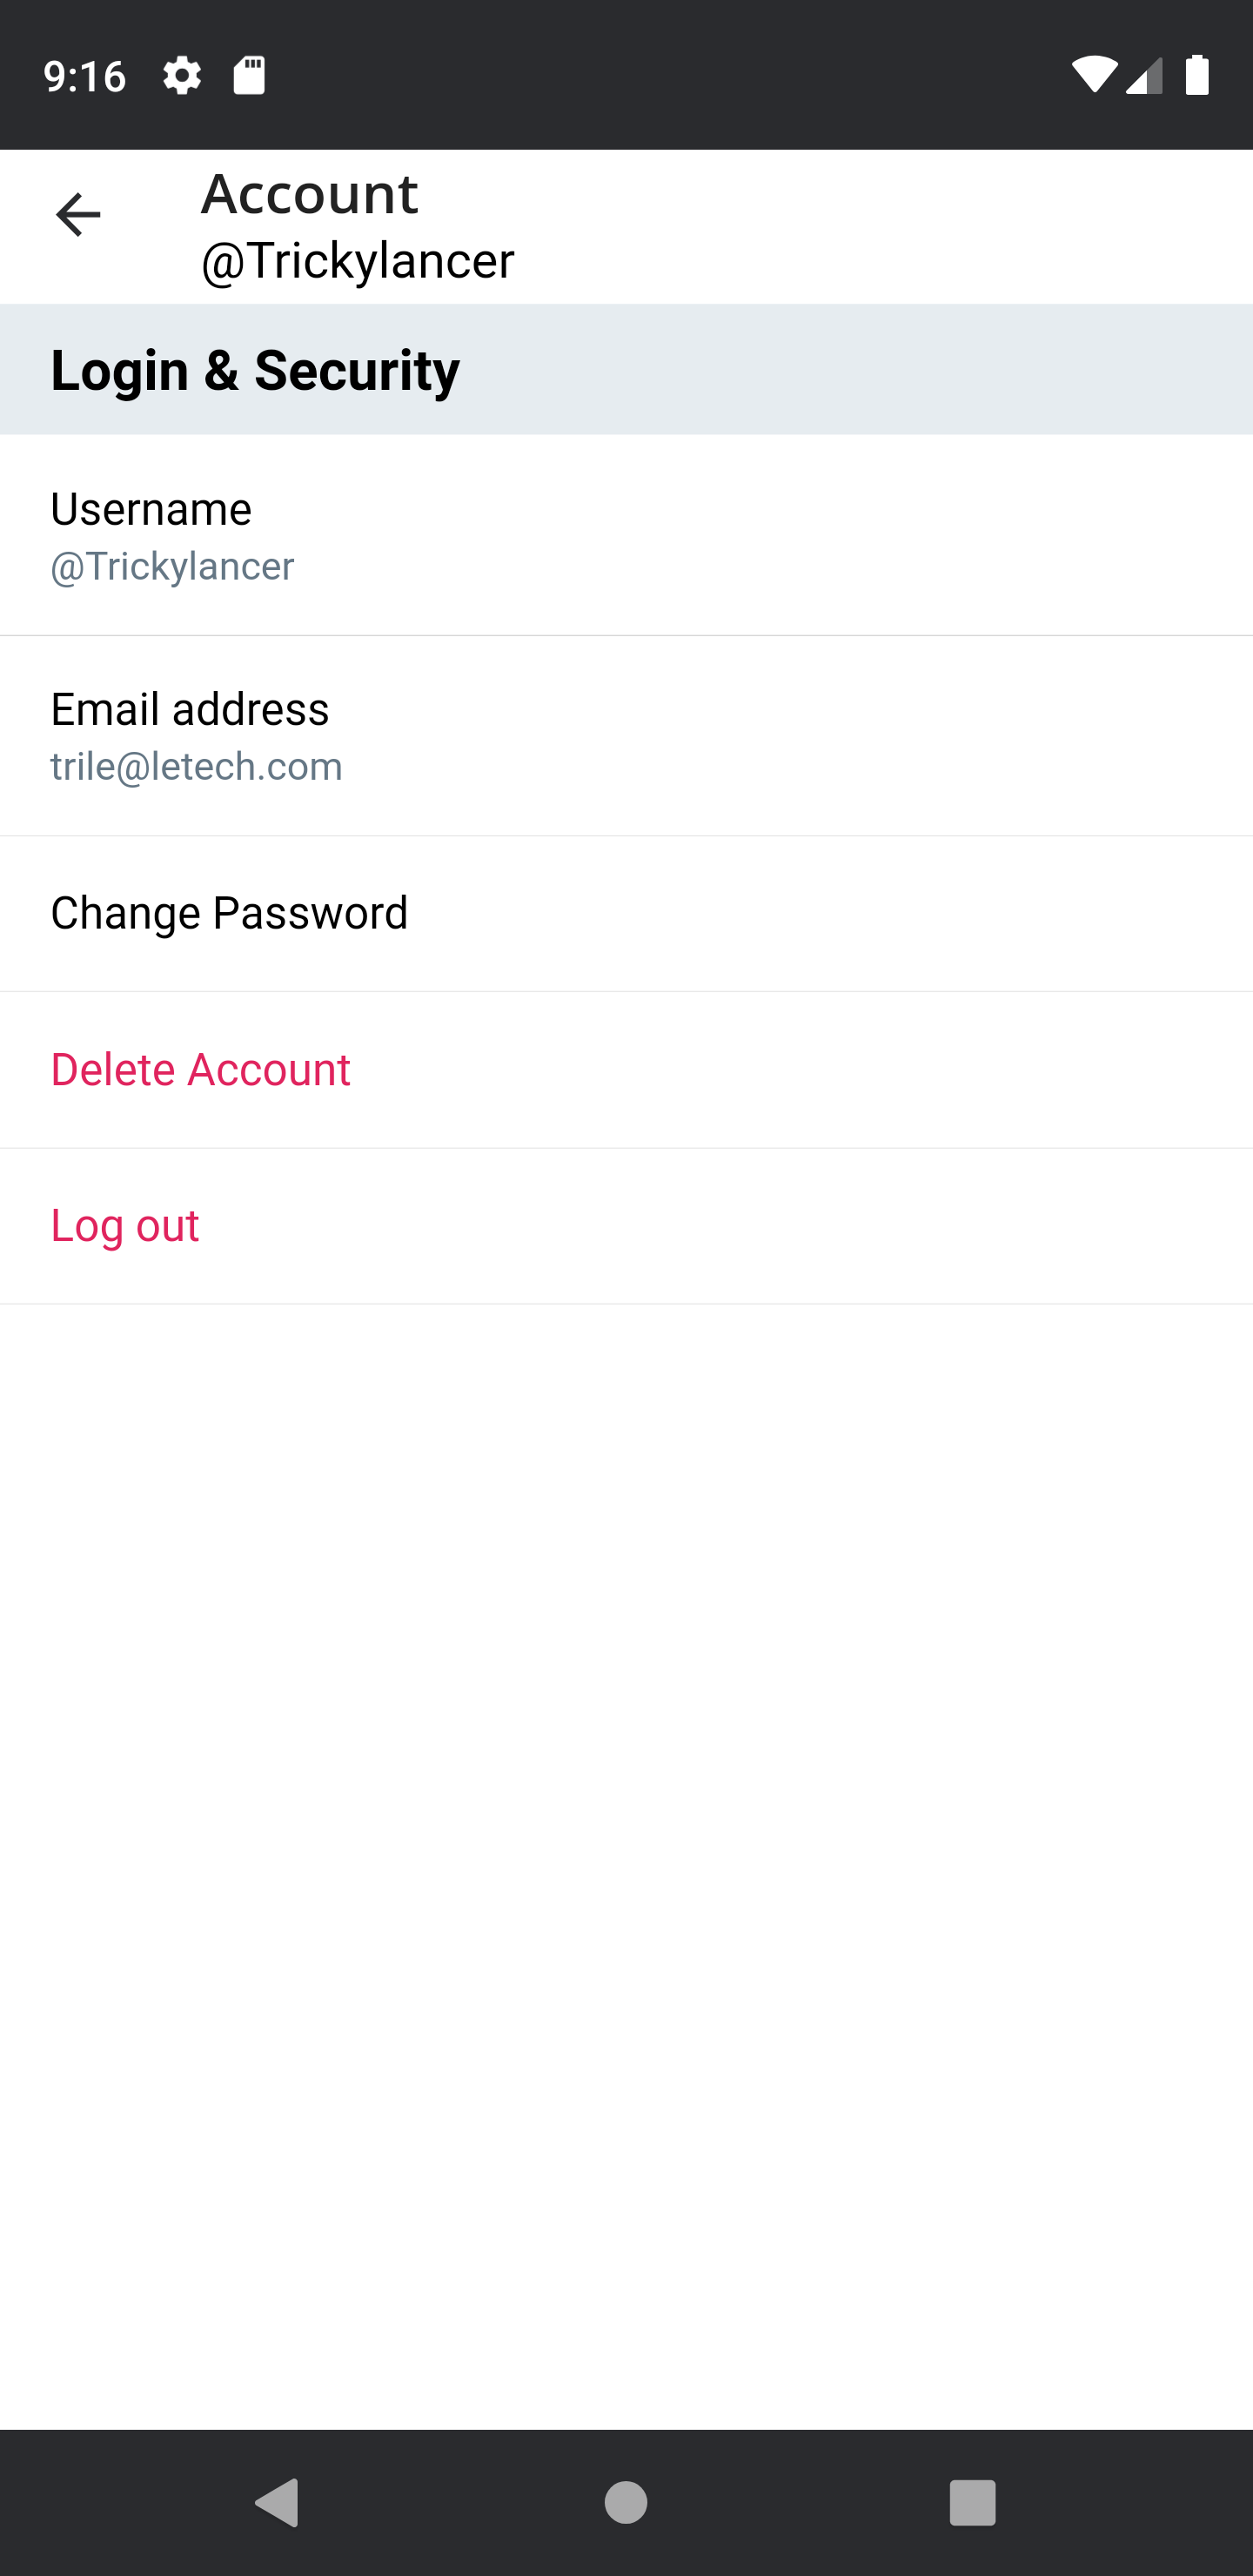 9:16
Account
@Trickylancer
Login & Security
Username
@Trickylancer
Email address
trile@letech.com
Change Password
Delete Account
Log out